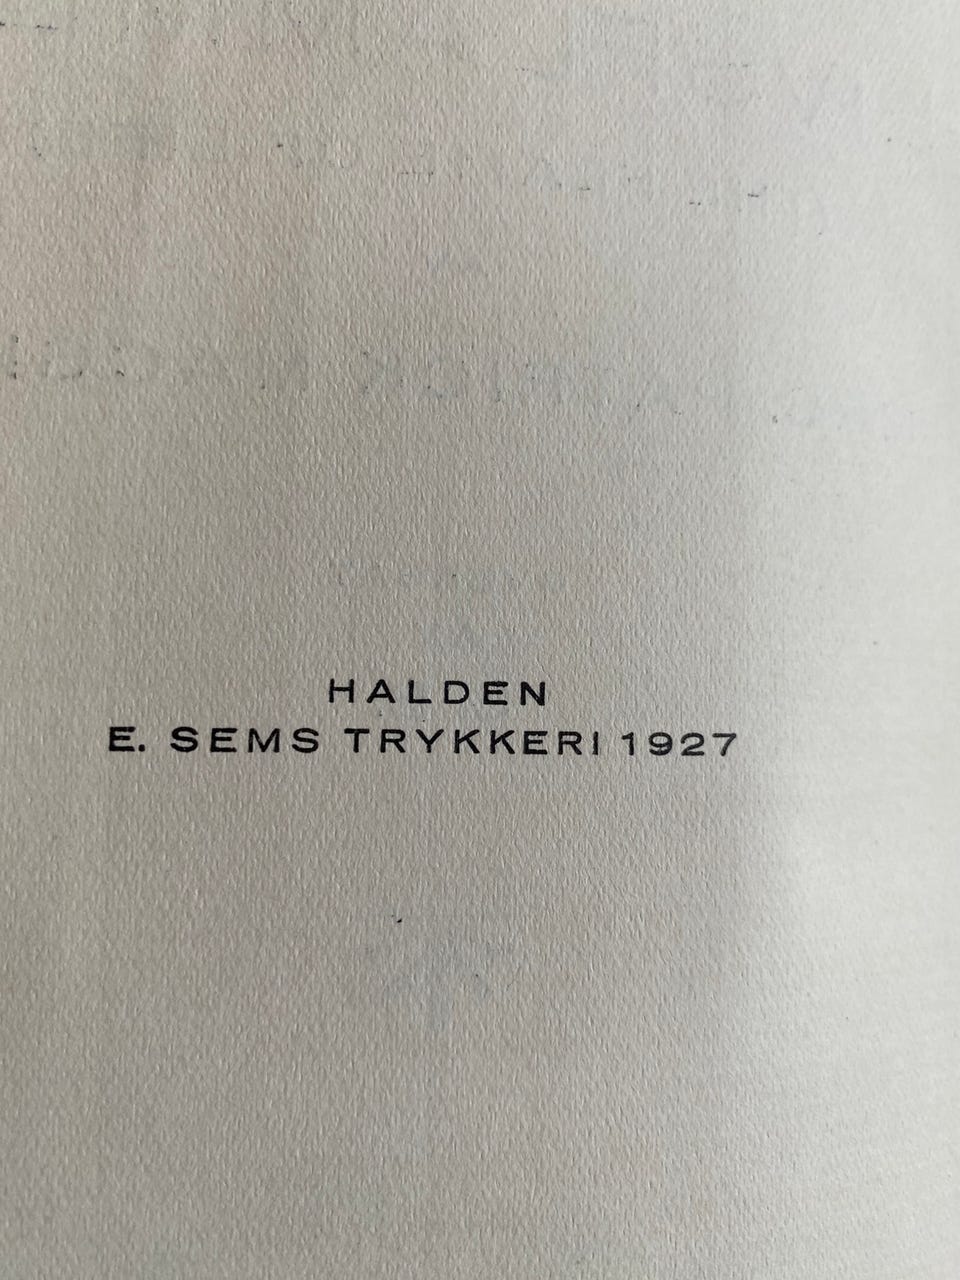 HALDEN
E. SEMS TRYKKERI 1927